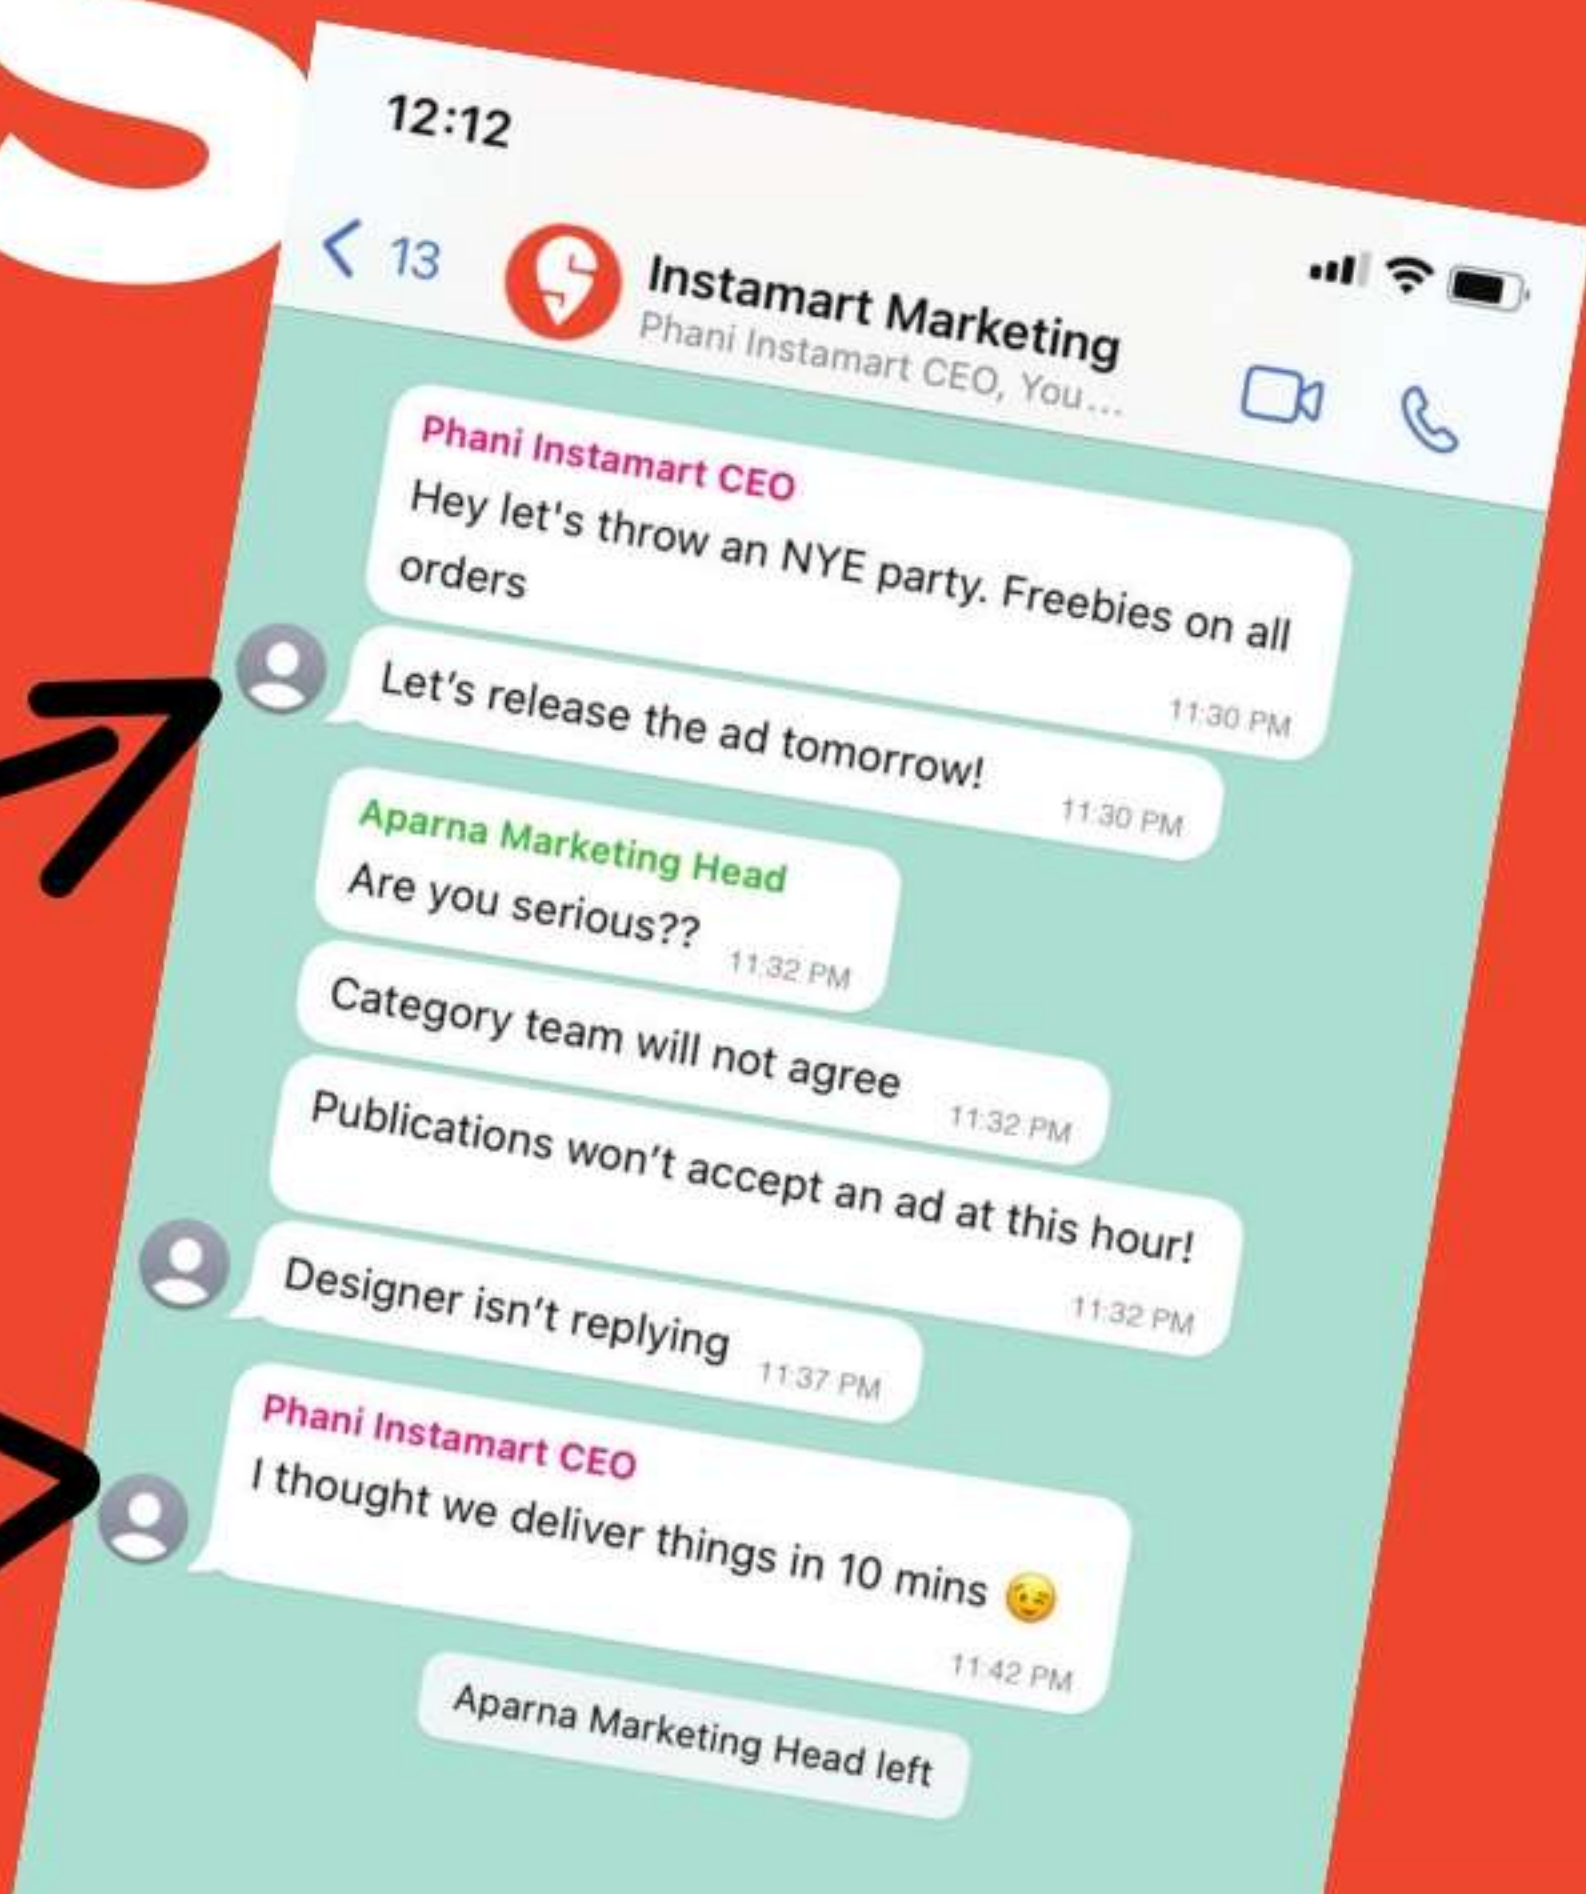 S
12:12
13
Instamart Marketing
Phani Instamart CEO, You...
Phani Instamart CEO
Hey let's throw an NYE party. Freebies on all
orders
11:30 PM
Let's release the ad tomorrow!
11:30 PM
Aparna Marketing Head
Are you serious??
11:32 PM
Category team will not agree
11:32 PM
Publications won't accept an ad at this hour!
11:32 PM
Designer isn't replying
11:37 PM
Phani Instamart CEO
I thought we deliver things in 10 mins 😉
11:42 PM
Aparna Marketing Head left